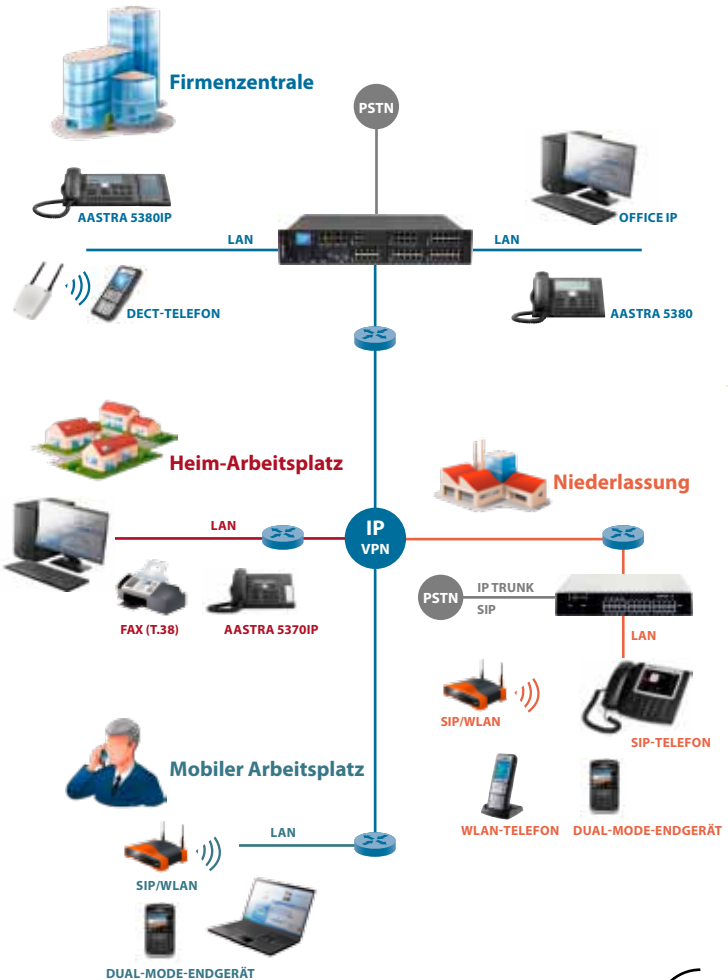 Firmenzentrale
PSTN
AASTRA 5380IP
OFFICE IP
LAN
LAN
DECT-TELEFON
AASTRA 5380
Heim-Arbeitsplatz
Niederlassung
LAN
IP
VPN
PSTN
IP TRUNK
SIP
FAX (T.38)
AASTRA 5370IP
LAN
SIP/WLAN
SIP-TELEFON
Mobiler Arbeitsplatz
WLAN-TELEFON
DUAL-MODE-ENDGERÄT
LAN
SIP/WLAN
DUAL-MODE-ENDGERÄT